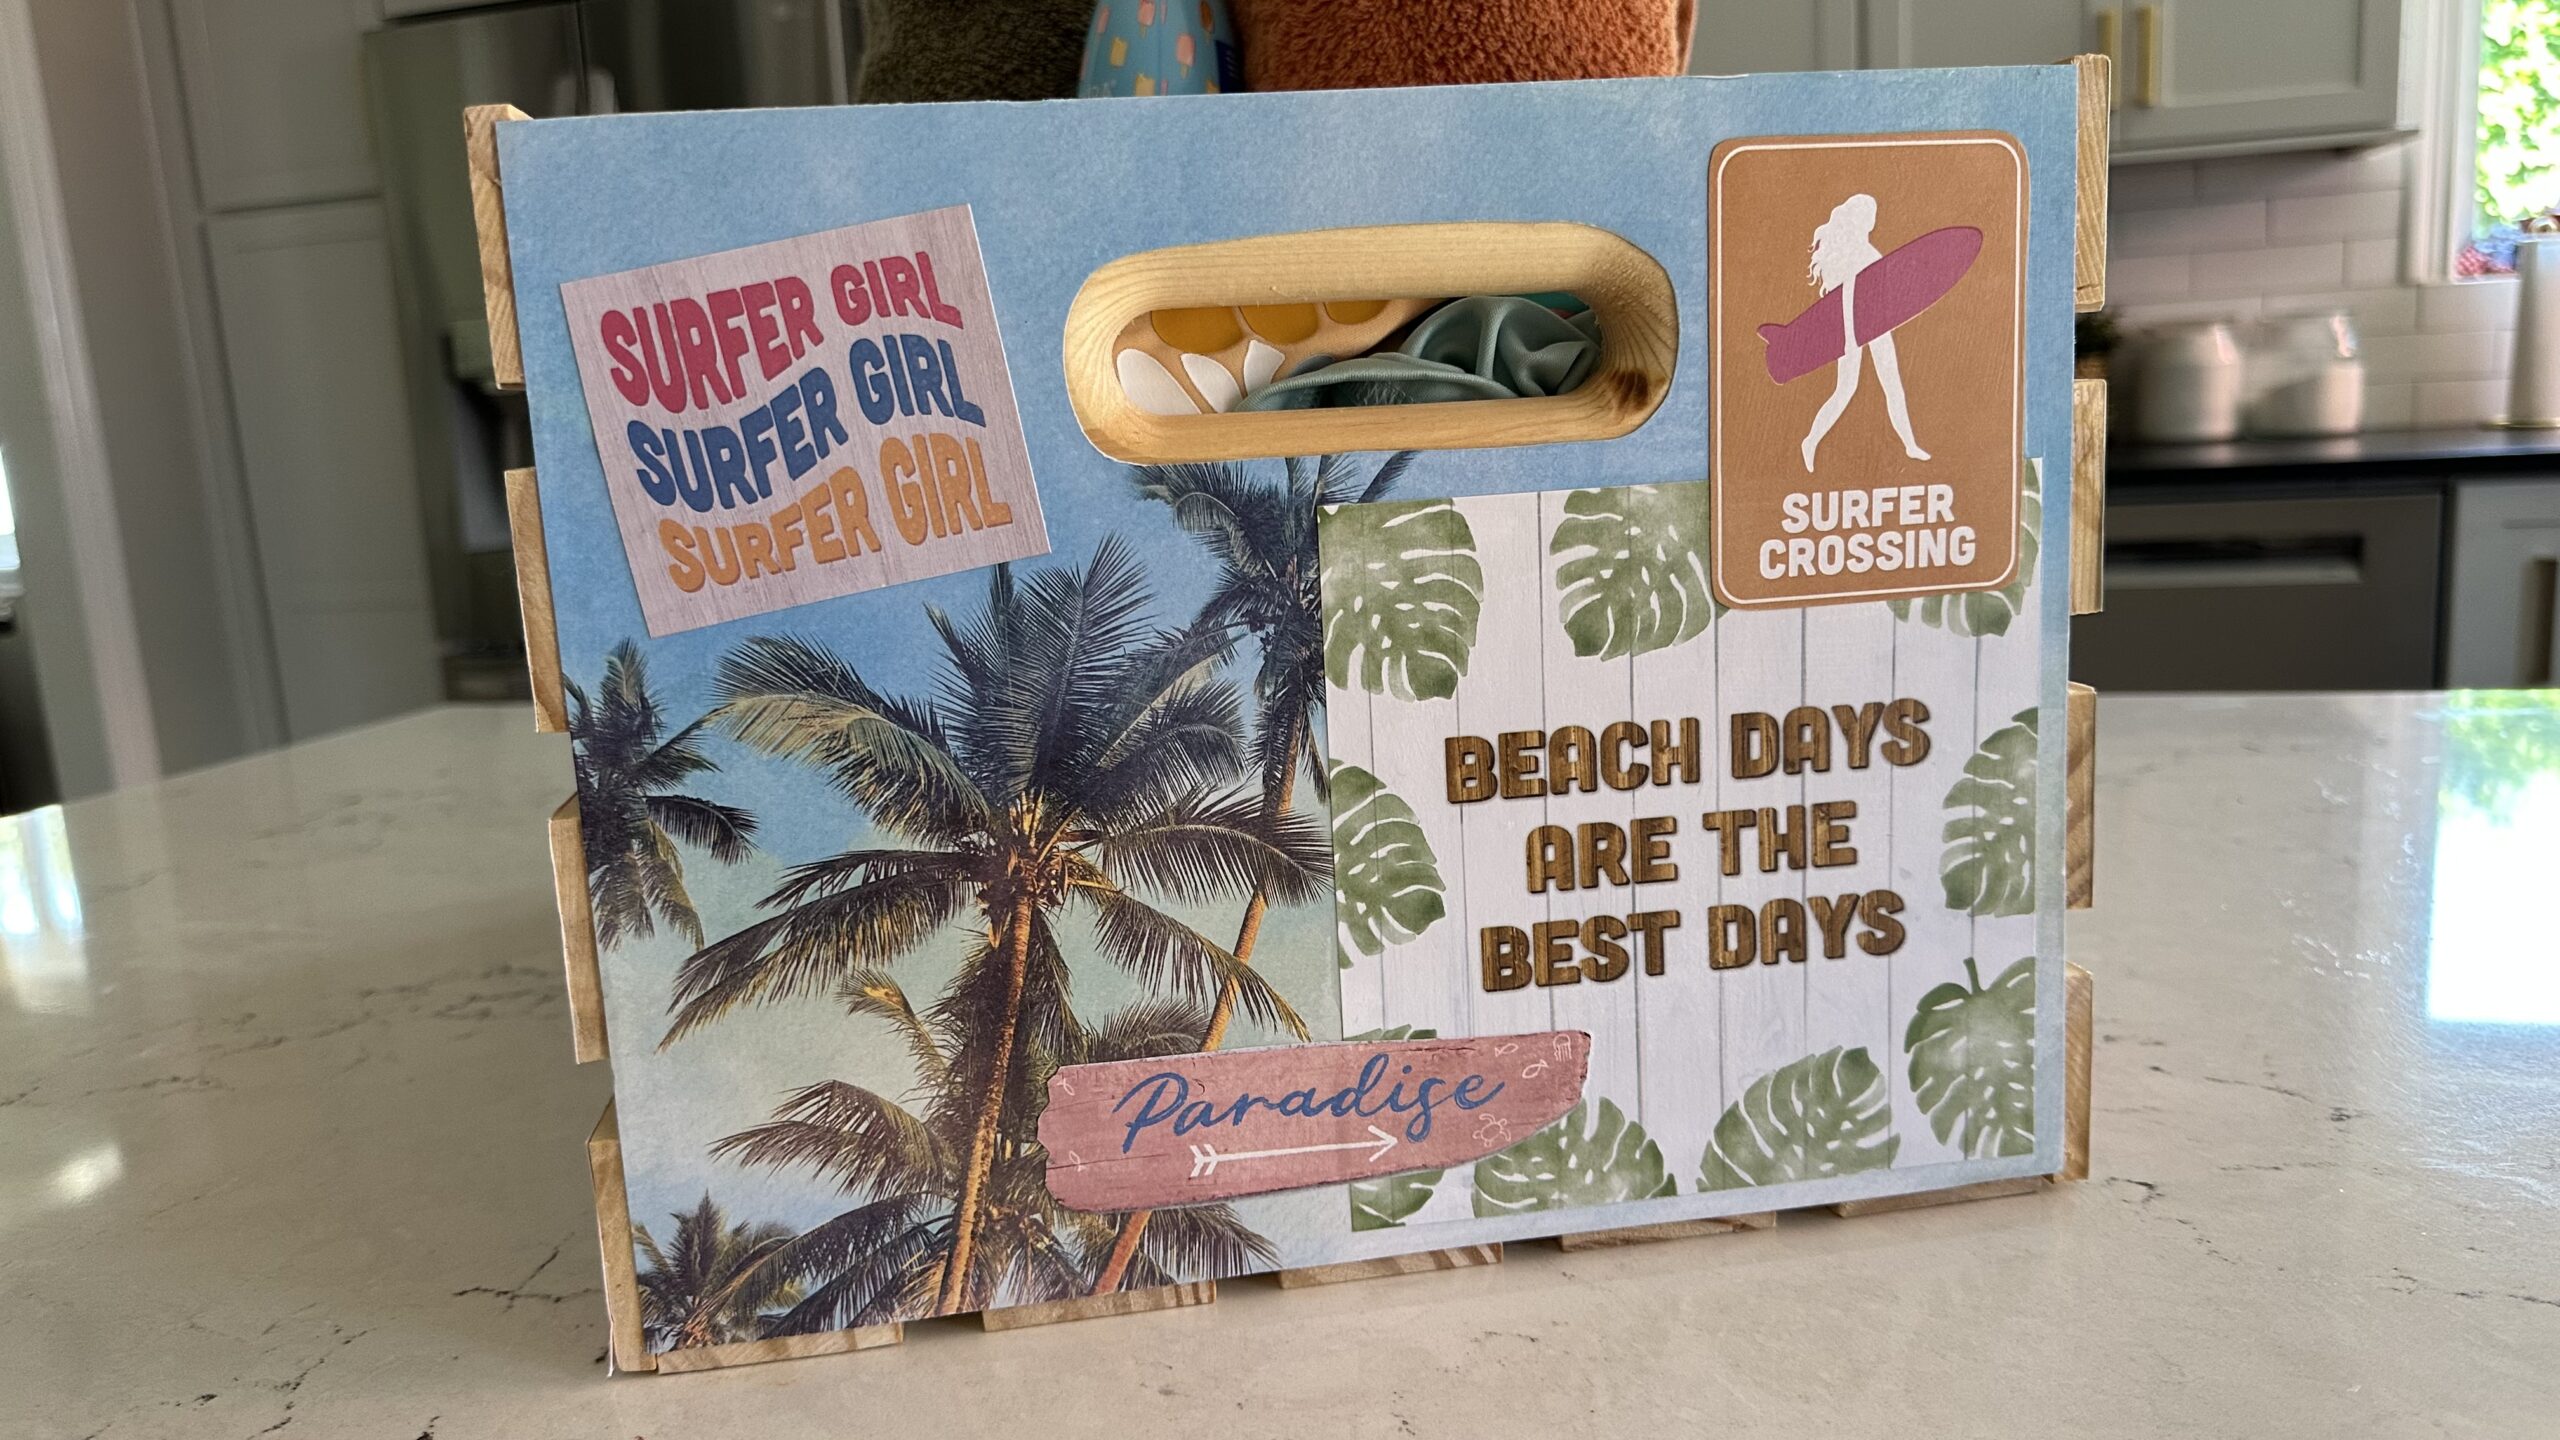 SURFER GIRL
SURFER GIRL
SURFER GIRL
SURFER
CROSSING
BEACH DAYS
ARE THE
BEST DAYS
Paradise